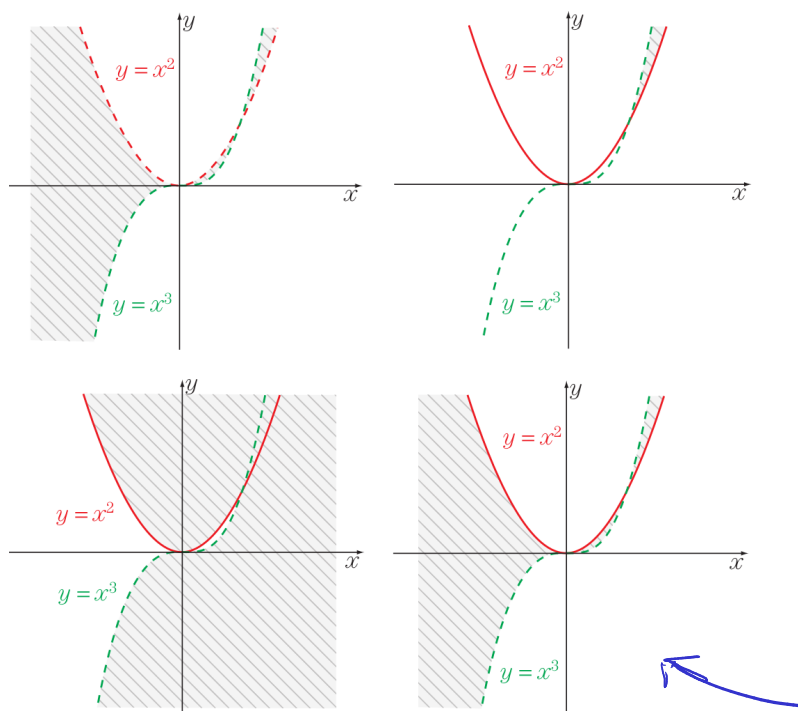 y
y = x²
x
y = x³
y
y = x²
x
y = x³
y
y = x²
x
y = x³
y
y = x²
x
y = x³